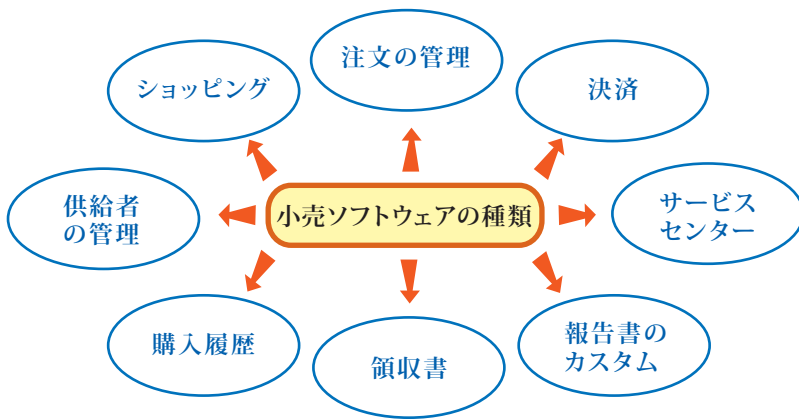 注文の管理
ショッピング
決済
小売ソフトウェアの種類
供給者
の管理
サービス
センター
購入履歴
領収書
報告書の
カスタム